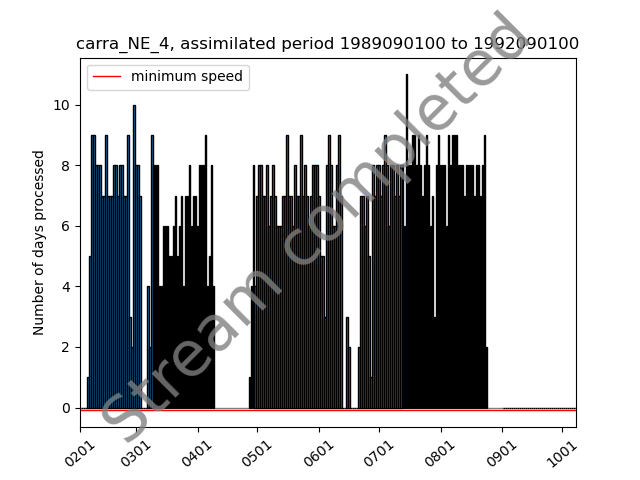 carra_NE_4, assimilated period 1989090100 to 1992090100
minimum speed
Number of days processed
10
8
6
4
2
0
0201 0301 0401 0501 0601 0701 0801 0901 1001
Stream completed